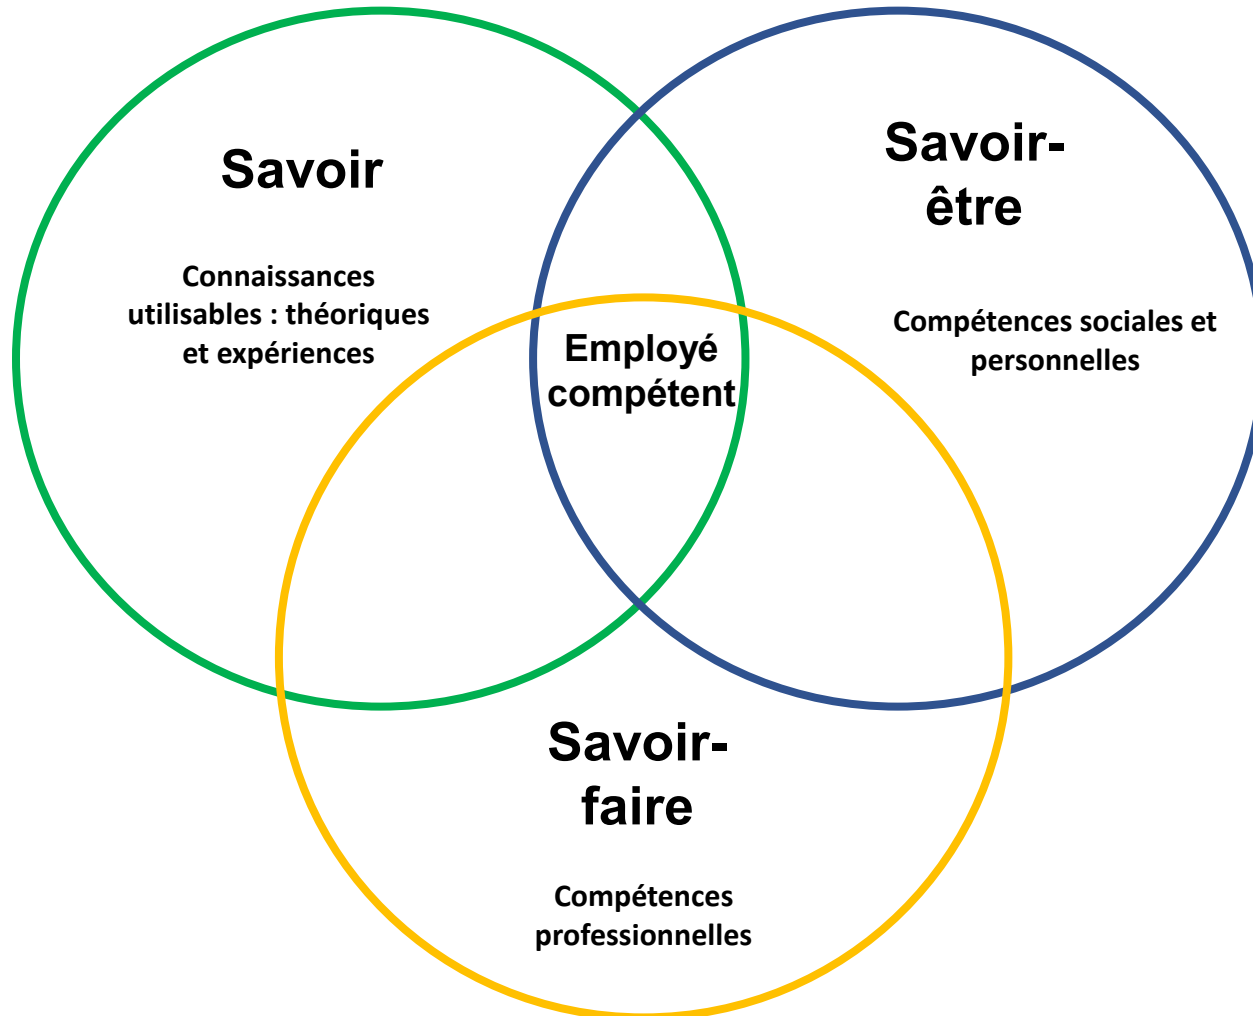 Savoir
Connaissances
utilisables : théoriques
et expériences
Savoir-
être
Compétences sociales et
personnelles
Employé
compétent
Savoir-
faire
Compétences
professionnelles